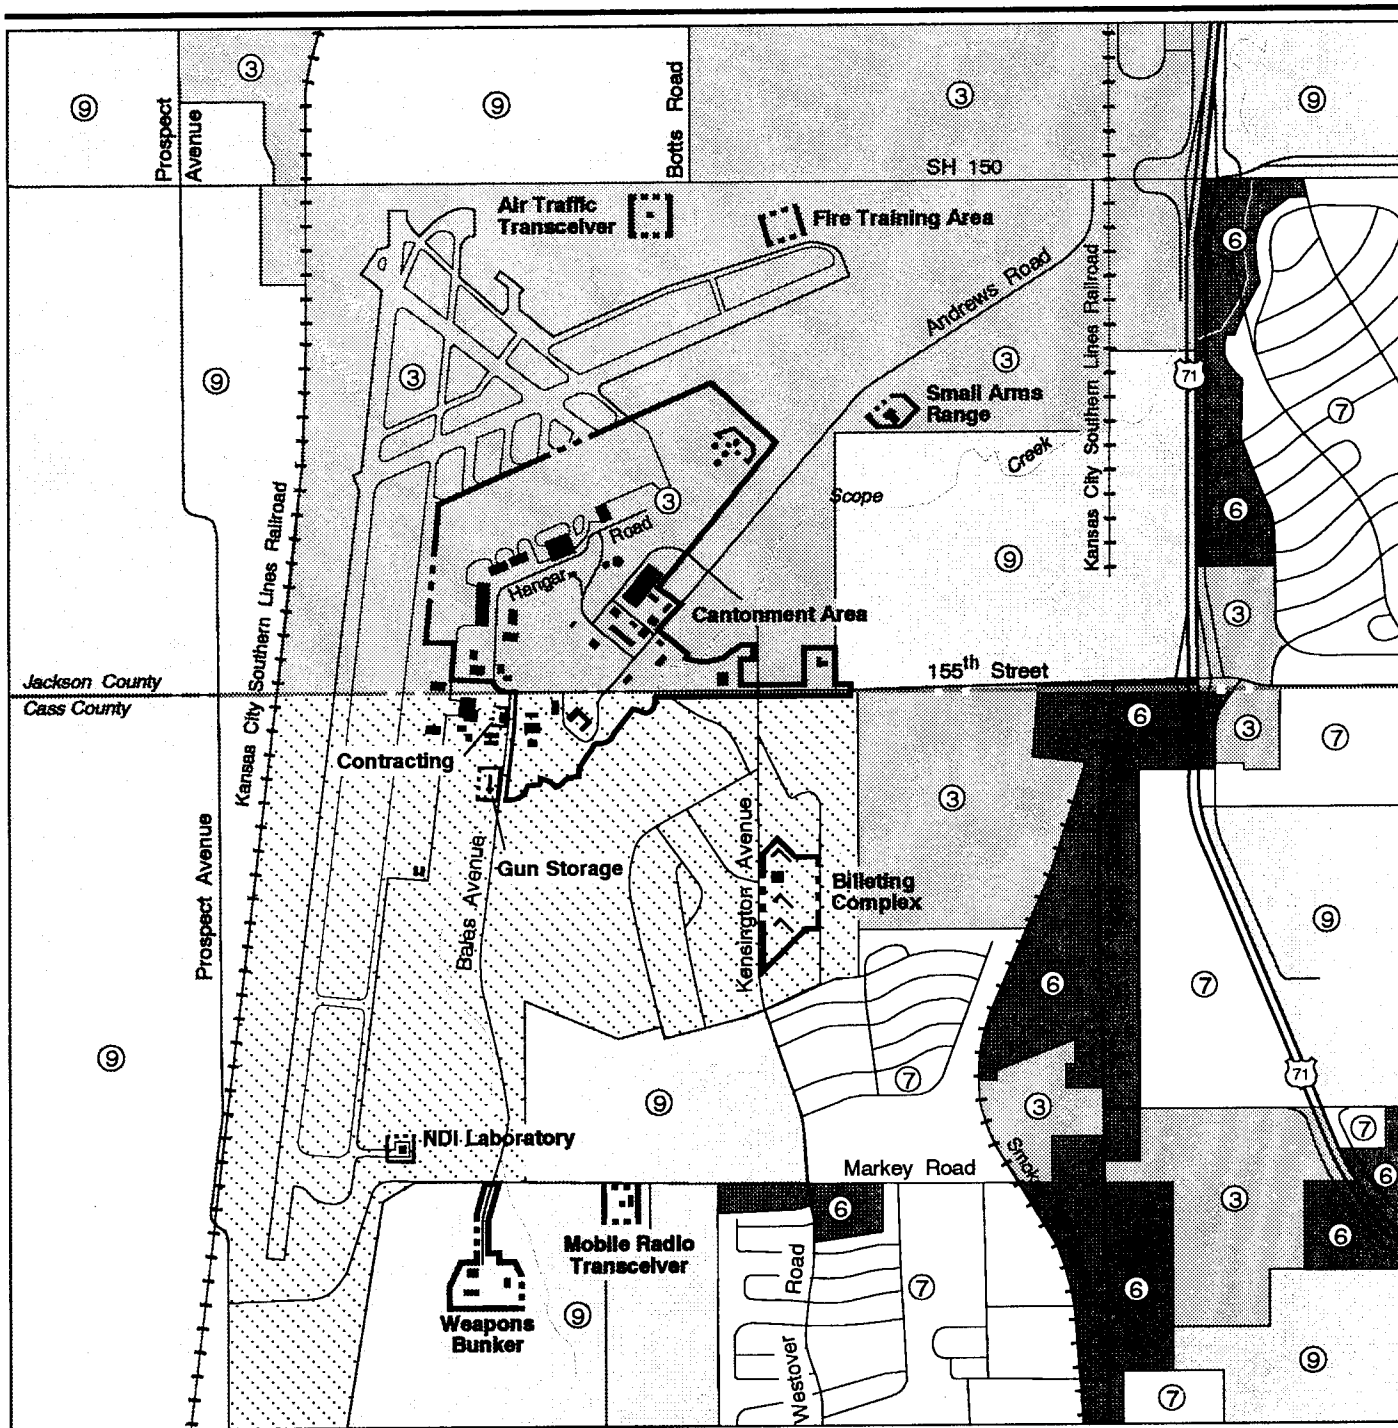 3
9
9
3
9
Prospect
Avenue
Botts Road
SH 150
Air Traffic
Transceiver
Fire Training Area
6
Andrews Road
Kansas City Southern Lines Railroad
9
3
3
71
Small Arms
Range
7
Creek
Scope
3
6
Kansas City Southern Lines Railroad
Hangar Road
9
Cantonment Area
3
155th Street
Jackson County
Cass County
6
3
7
Contracting
3
Prospect Avenue
Bales Avenue
Gun Storage
Kensington Avenue
Billeting
Complex
9
6
7
9
7
71
9
3
7
NDI Laboratory
Markey Road
Smoke
6
3
6
6
Mobile Radio
Transceiver
Road
Westover
7
6
9
Weapons
Bunker
9
7